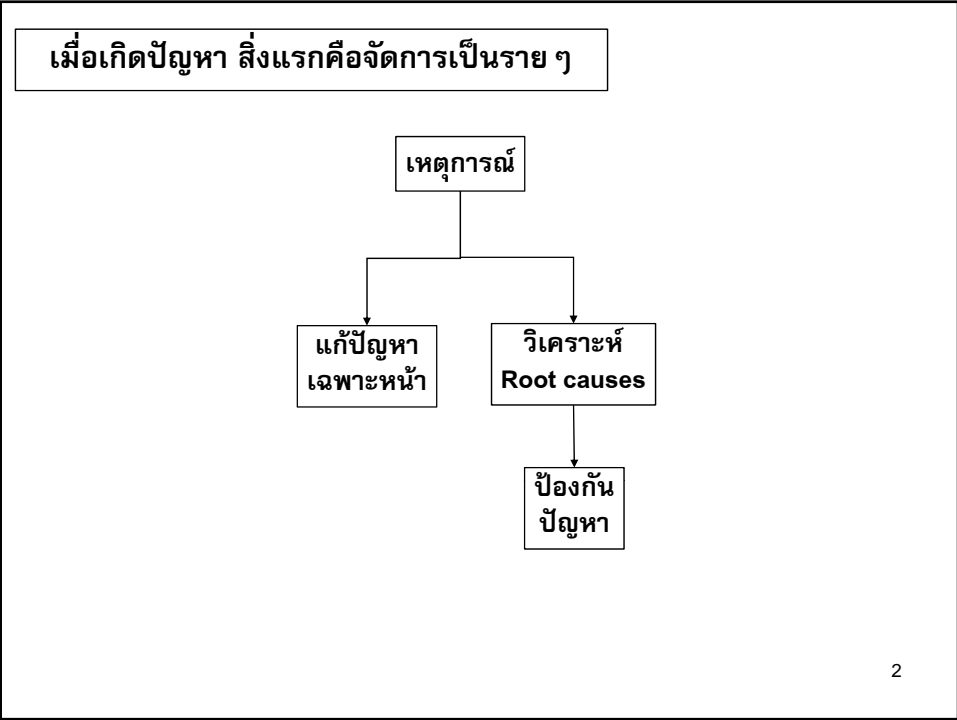 เมื่อเกิดปัญหา สิ่งแรกคือจัดการเป็นราย ๆ
เหตุการณ์
แก้ปัญหา
เฉพาะหน้า
วิเคราะห์
Root causes
ป้องกัน
ปัญหา
2